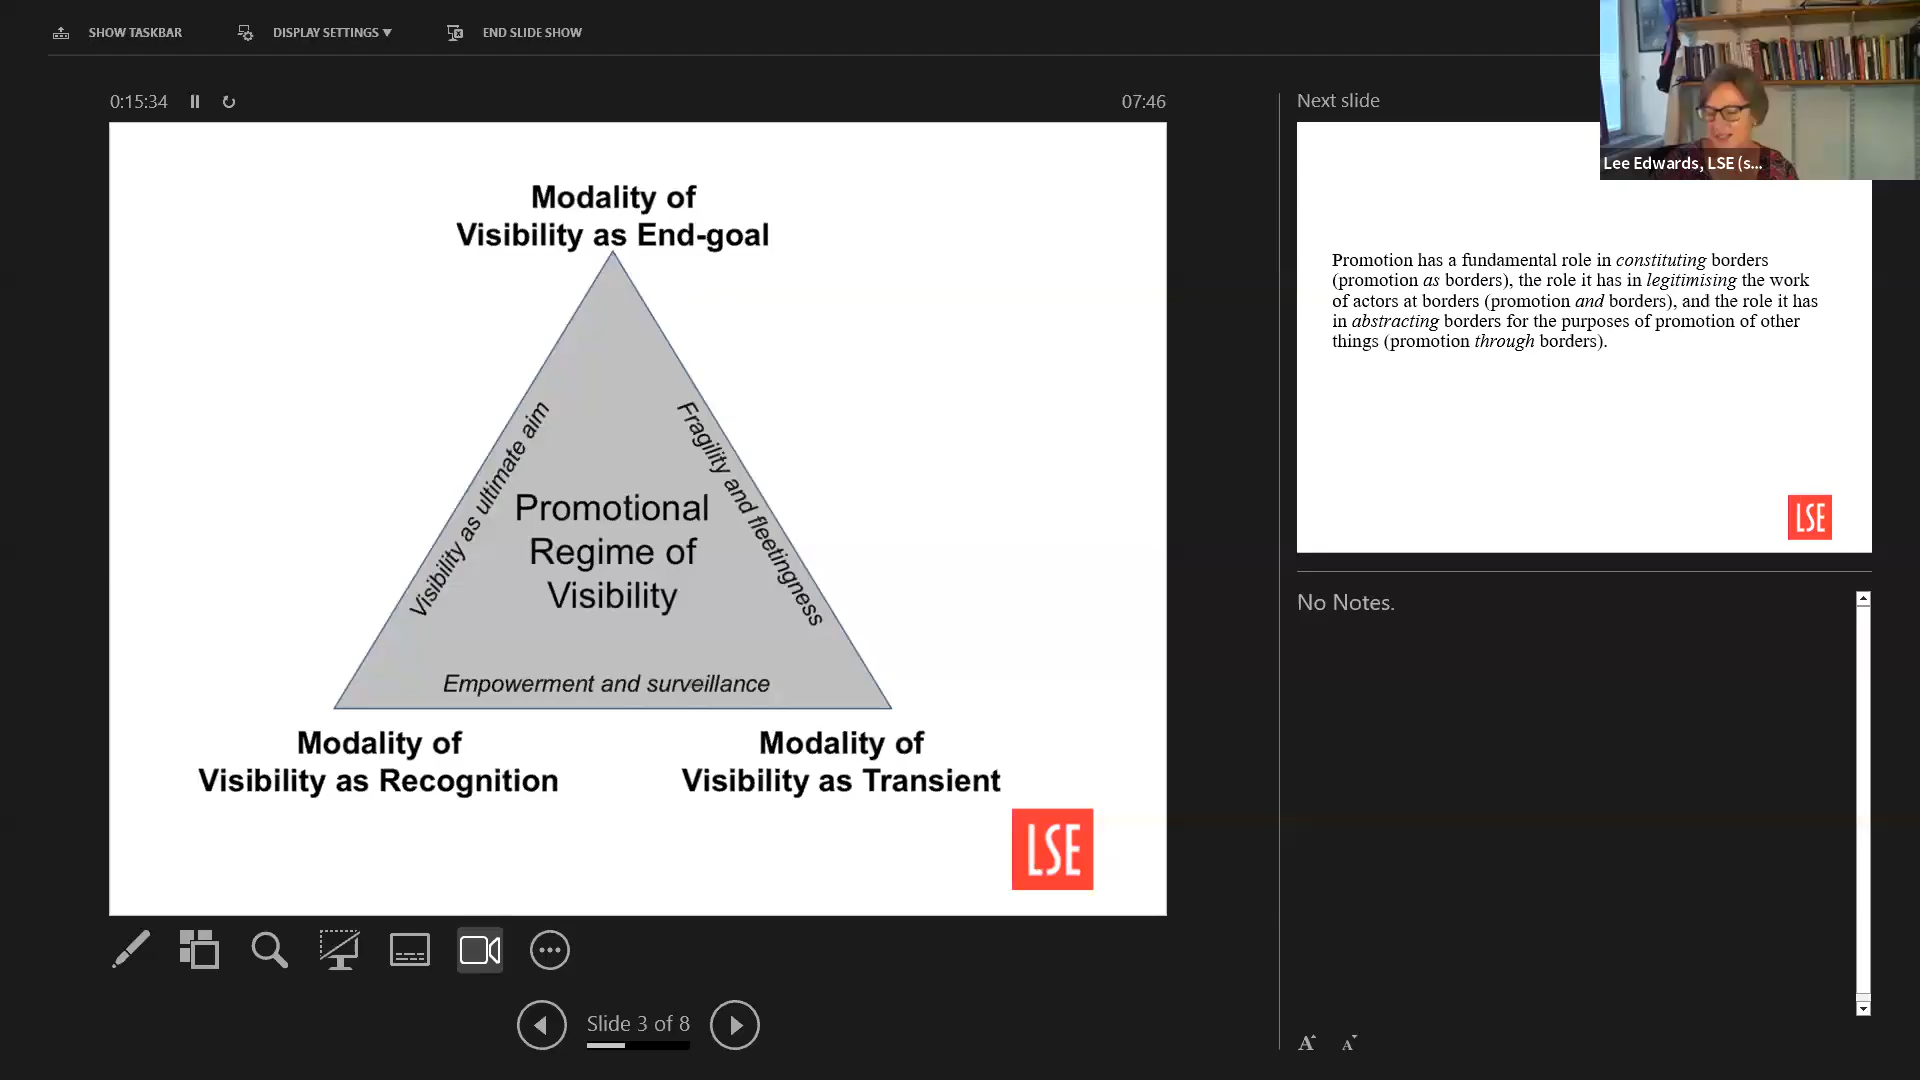 SHOW TASKBAR
DISPLAY SETTINGS ▼
END SLIDE SHOW
0:15:34
07:46
Next slide
Lee Edwards, LSE (s...
Modality of
Visibility as End-goal
Visibility as ultimate aim
Fragility and fleetingness
Promotional
Regime of
Visibility
Empowerment and surveillance
Modality of
Visibility as Recognition
Modality of
Visibility as Transient
LSE
Promotion has a fundamental role in constituting borders
(promotion as borders), the role it has in legitimising the work
of actors at borders (promotion and borders), and the role it has
in abstracting borders for the purposes of promotion of other
things (promotion through borders).
LSE
No Notes.
Slide 3 of 8
A A